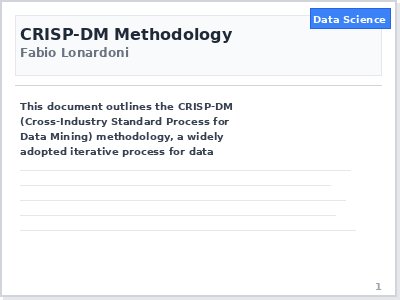 Data Science
CRISP-DM Methodology
Fabio Lonardoni
This document outlines the CRISP-DM
(Cross-Industry Standard Process for
Data Mining) methodology, a widely
adopted iterative process for data
1